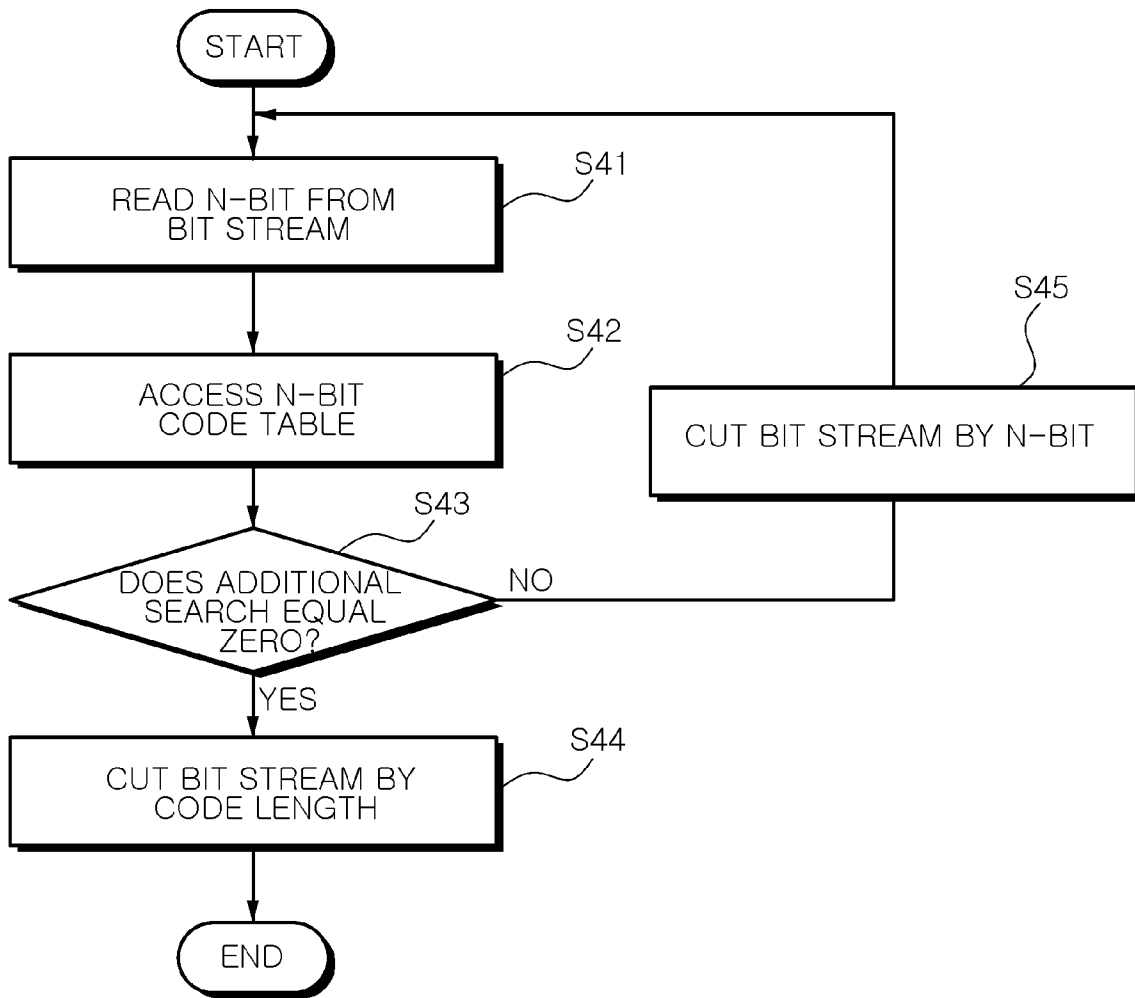 START
S41
READ N-BIT FROM
BIT STREAM
S42
ACCESS N-BIT
CODE TABLE
S45
CUT BIT STREAM BY N-BIT
S43
DOES ADDITIONAL
SEARCH EQUAL
ZERO?
NO
YES
S44
CUT BIT STREAM BY
CODE LENGTH
END